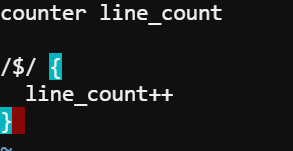 counter line_count
/$/ {
line_count++
}
~